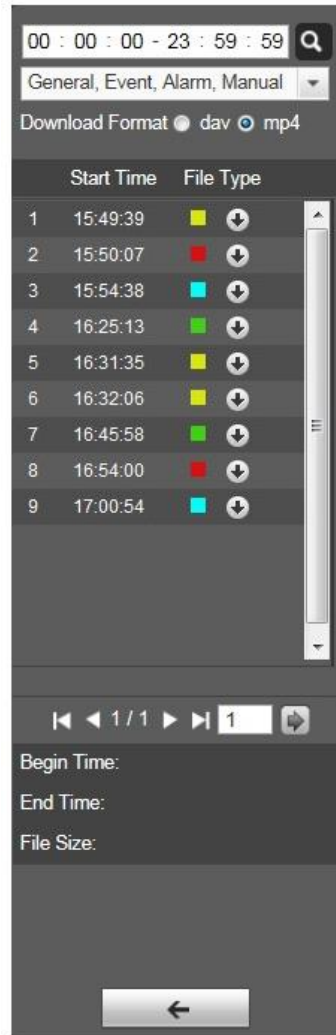 00 : 00 : 00 - 23 : 59 : 59
General, Event, Alarm, Manual
Download Format dav mp4
Start Time File Type
1 15:49:39
2 15:50:07
3 15:54:38
4 16:25:13
5 16:31:35
6 16:32:06
7 16:45:58
8 16:54:00
9 17:00:54
1 / 1 1
Begin Time:
End Time:
File Size: